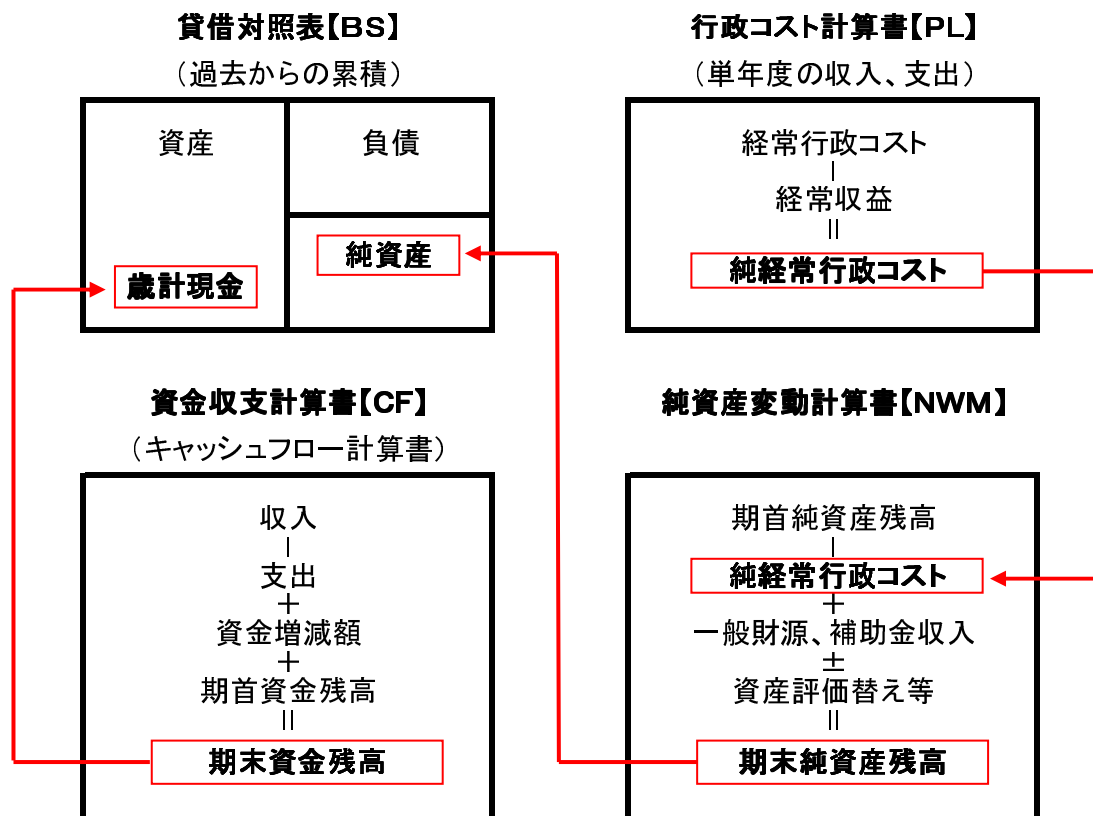 貸借対照表【BS】
（過去からの累積）
資産
負債
純資産
歳計現金
行政コスト計算書【PL】
（単年度の収入、支出）
経常行政コスト
－
経常収益
＝
純経常行政コスト
資金収支計算書【CF】
（キャッシュフロー計算書）
収入
－
支出
＋
資金増減額
＋
期首資金残高
＝
期末資金残高
純資産変動計算書【NWM】
期首純資産残高
－
純経常行政コスト
＋
一般財源、補助金収入
±
資産評価替え等
＝
期末純資産残高